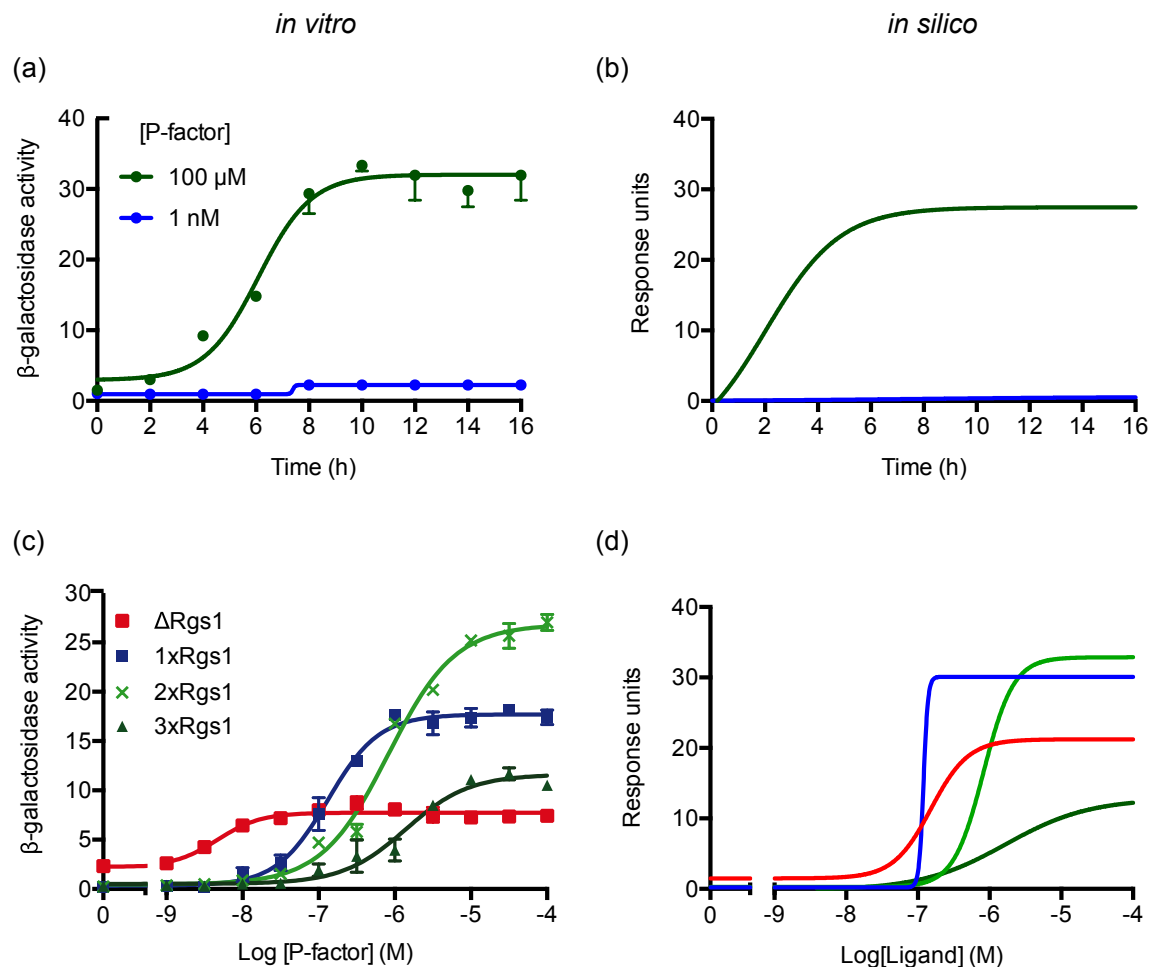 in vitro
in silico
(a)
β-galactosidase activity
40
30
20
10
0
[P-factor]
100 µM
1 nM
0 2 4 6 8 10 12 14 16
Time (h)
(b)
Response units
40
30
20
10
0
0 2 4 6 8 10 12 14 16
Time (h)
(c)
β-galactosidase activity
30
25
20
15
10
5
0
ΔRgs1
1xRgs1
2xRgs1
3xRgs1
0 -9 -8 -7 -6 -5 -4
Log [P-factor] (M)
(d)
Response units
40
30
20
10
0
0 -9 -8 -7 -6 -5 -4
Log[Ligand] (M)